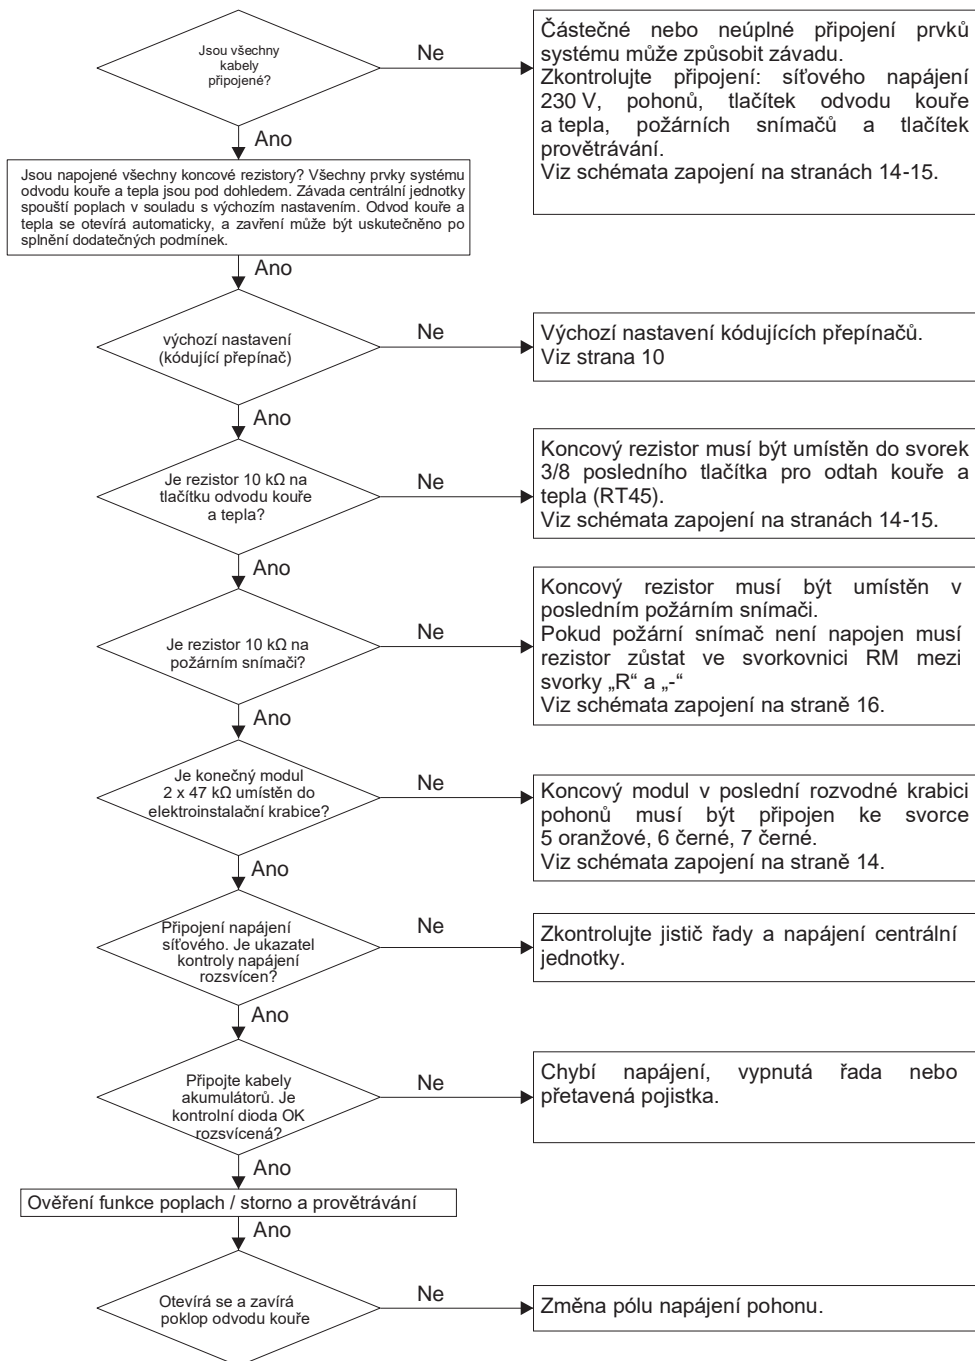 Jsou všechny
kabely
připojené?
Ne
Částečné nebo neúplné připojení prvků
systému může způsobit závadu.
Zkontrolujte připojení: síťového napájení
230 V, pohonů, tlačítek odvodu kouře
a tepla, požárních snímačů a tlačítek
provětrávání.
Viz schémata zapojení na stranách 14-15.
Ano
Jsou napojené všechny koncové rezistory? Všechny prvky systému
odvodu kouře a tepla jsou pod dohledem. Závada centrální jednotky
spouští poplach v souladu s výchozím nastavením. Odvod kouře a
tepla se otevírá automaticky, a zavření může být uskutečněno po
splnění dodatečných podmínek.
Ano
výchozí nastavení
(kódující přepínač)
Ne
Výchozí nastavení kódujících přepínačů.
Viz strana 10
Ano
Je rezistor 10 kΩ na
tlačítku odvodu kouře
a tepla?
Ne
Koncový rezistor musí být umístěn do svorek
3/8 posledního tlačítka pro odtah kouře a
tepla (RT45).
Viz schémata zapojení na stranách 14-15.
Ano
Je rezistor 10 kΩ na
požárním snímači?
Ne
Koncový rezistor musí být umístěn v
posledním požárním snímači.
Pokud požární snímač není napojen musí
rezistor zůstat ve svorkovnici RM mezi
svorky „R“ a „-“
Viz schémata zapojení na straně 16.
Ano
Je konečný modul
2 x 47 kΩ umístěn do
elektroinstalační krabice?
Ne
Koncový modul v poslední rozvodné krabici
pohonů musí být připojen ke svorce
5 oranžové, 6 černé, 7 černé.
Viz schémata zapojení na straně 14.
Ano
Připojení napájení
síťového. Je ukazatel
kontroly napájení
rozsvícen?
Ne
Zkontrolujte jistič řady a napájení centrální
jednotky.
Ano
Připojte kabely
akumulátorů. Je
kontrolní dioda OK
rozsvícená?
Ne
Chybí napájení, vypnutá řada nebo
přetavená pojistka.
Ano
Ověření funkce poplach / storno a provětrávání
Ano
Otevírá se a zavírá
poklop odvodu kouře
Ne
Změna pólu napájení pohonu.